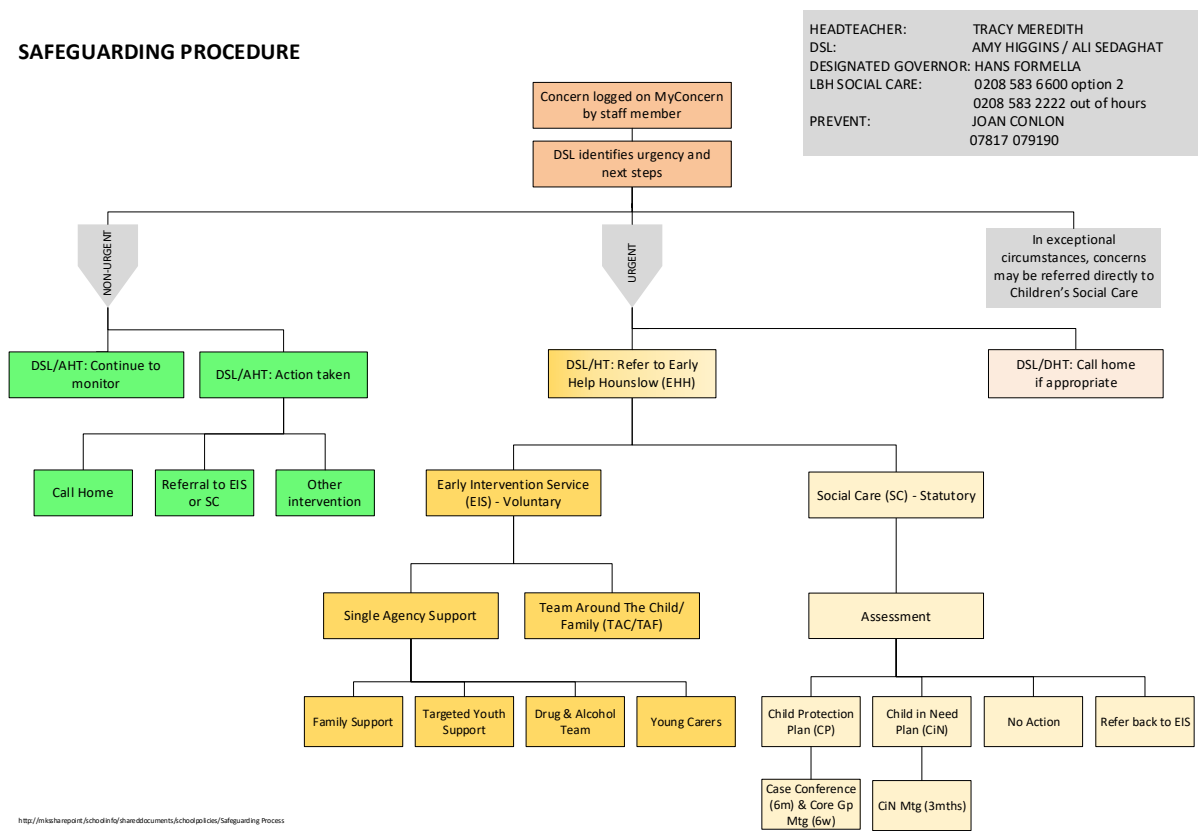 SAFEGUARDING PROCEDURE
HEADTEACHER: TRACY MEREDITH
DSL: AMY HIGGINS / ALI SEDAGHAT
DESIGNATED GOVERNOR: HANS FORMELLA
LBH SOCIAL CARE: 0208 583 6600 option 2
0208 583 2222 out of hours
PREVENT: JOAN CONLON
07817 079190
Concern logged on MyConcern
by staff member
DSL identifies urgency and
next steps
NON-URGENT
URGENT
In exceptional
circumstances, concerns
may be referred directly to
Children's Social Care
DSL/AHT: Continue to
monitor
DSL/AHT: Action taken
DSL/HT: Refer to Early
Help Hounslow (EHH)
DSL/DHT: Call home
if appropriate
Call Home
Referral to EIS
or SC
Other
intervention
Early Intervention Service
(EIS) - Voluntary
Social Care (SC) - Statutory
Single Agency Support
Team Around The Child/
Family (TAC/TAF)
Assessment
Family Support
Targeted Youth
Support
Drug & Alcohol
Team
Young Carers
Child Protection
Plan (CP)
Child in Need
Plan (CiN)
No Action
Refer back to EIS
Case Conference
(6m) & Core Gp
Mtg (6w)
CiN Mtg (3mths)
http://mkssharepoint/schoolinfo/shareddocuments/schoolpolicies/Safeguarding Process